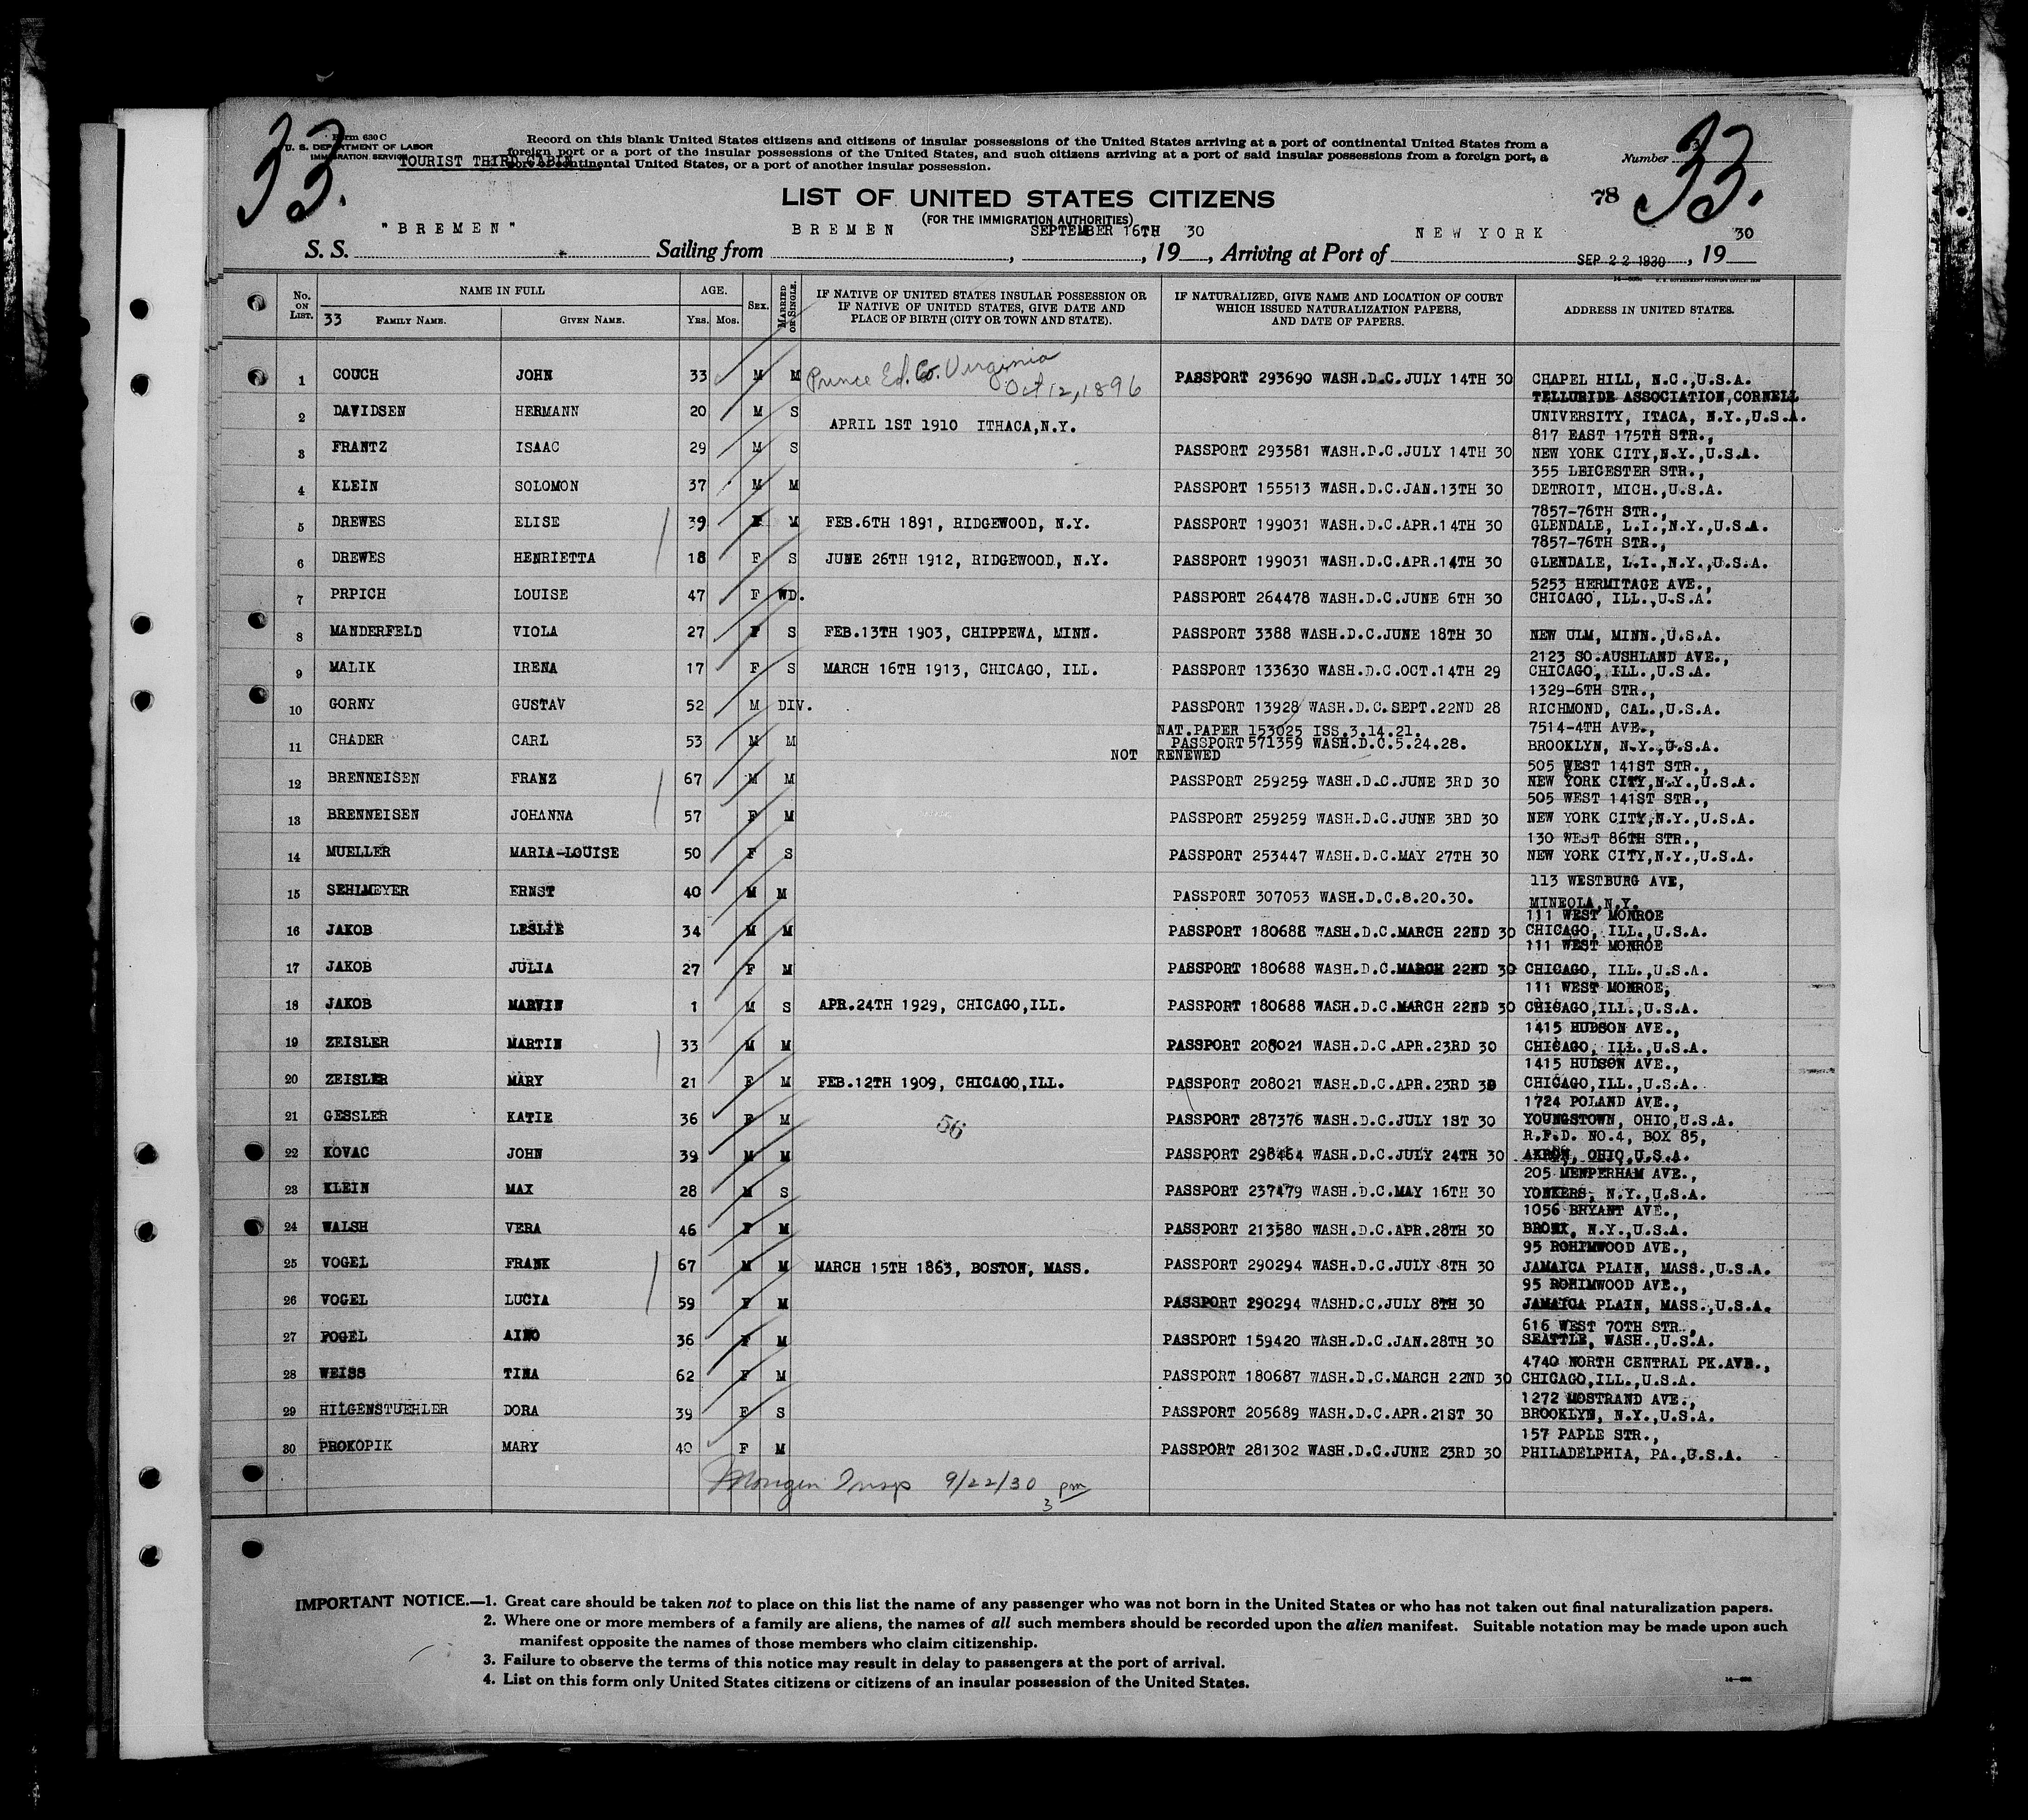 33.
Form 630 C
U. S. DEPARTMENT OF LABOR
IMMIGRATION SERVICE
TOURIST THIRD CABIN
Record on this blank United States citizens and citizens of insular possessions of the United States arriving at a port of continental United States from a
foreign port or a port of the insular possessions of the United States, and such citizens arriving at a port of said insular possessions from a foreign port, a
port of continental United States, or a port of another insular possession.
Number
33.
78
LIST OF UNITED STATES CITIZENS
(FOR THE IMMIGRATION AUTHORITIES)
S. S. "BREMEN" Sailing from BREMEN, SEPTEMBER 16TH, 19 30, Arriving at Port of NEW YORK SEP 22 1930, 19 30
No. ON LIST. NAME IN FULL AGE. Sex. MARRIED OR SINGLE. IF NATIVE OF UNITED STATES INSULAR POSSESSION OR IF NATIVE OF UNITED STATES, GIVE DATE AND PLACE OF BIRTH (CITY OR TOWN AND STATE). IF NATURALIZED, GIVE NAME AND LOCATION OF COURT WHICH ISSUED NATURALIZATION PAPERS, AND DATE OF PAPERS. ADDRESS IN UNITED STATES.
33 FAMILY NAME. GIVEN NAME. Yrs. Mos.
1 COUCH JOHN 33 M M Prince Ed. Co. Virginia Oct 12, 1896 PASSPORT 293690 WASH.D.C.JULY 14TH 30 CHAPEL HILL, N.C.,U.S.A.
TELLURIDE ASSOCIATION,CORNELL
2 DAVIDSEN HERMANN 20 M S APRIL 1ST 1910 ITHACA,N.Y. UNIVERSITY, ITACA, N.Y.,U.S.A.
817 EAST 175TH STR.,
3 FRANTZ ISAAC 29 M S PASSPORT 293581 WASH.D.C.JULY 14TH 30 NEW YORK CITY,N.Y.,U.S.A.
355 LEICESTER STR.,
4 KLEIN SOLOMON 37 M M PASSPORT 155513 WASH.D.C.JAN.13TH 30 DETROIT, MICH.,U.S.A.
7857-76TH STR.,
5 DREWES ELISE 39 F M FEB.6TH 1891, RIDGEWOOD, N.Y. PASSPORT 199031 WASH.D.C.APR.14TH 30 GLENDALE, L.I.,N.Y.,U.S.A.
7857-76TH STR.,
6 DREWES HENRIETTA 18 F S JUNE 26TH 1912, RIDGEWOOD, N.Y. PASSPORT 199031 WASH.D.C.APR.14TH 30 GLENDALE, L.I.,N.Y.,U.S.A.
5253 HERMITAGE AVE.,
7 PRPICH LOUISE 47 F WD. PASSPORT 264478 WASH.D.C.JUNE 6TH 30 CHICAGO, ILL.,U.S.A.
8 MANDERFELD VIOLA 27 F S FEB.13TH 1903, CHIPPEWA, MINN. PASSPORT 3388 WASH.D.C.JUNE 18TH 30 NEW ULM, MINN.,U.S.A.
2123 SO.AUSHLAND AVE.,
9 MALIK IRENA 17 F S MARCH 16TH 1913, CHICAGO, ILL. PASSPORT 133630 WASH.D.C.OCT.14TH 29 CHICAGO, ILL.,U.S.A.
1329-6TH STR.,
10 GORNY GUSTAV 52 M DIV. PASSPORT 13928 WASH.D.C.SEPT.22ND 28 RICHMOND, CAL.,U.S.A.
NAT.PAPER 153025 ISS.3.14.21. 7514-4TH AVE.,
11 CHADER CARL 53 M M PASSPORT 571359 WASH.D.C.5.24.28. BROOKLYN, N.Y.,U.S.A.
NOT RENEWED
505 WEST 141ST STR.,
12 BRENNEISEN FRANZ 67 M M PASSPORT 259259 WASH.D.C.JUNE 3RD 30 NEW YORK CITY,N.Y.,U.S.A.
505 WEST 141ST STR.,
13 BRENNEISEN JOHANNA 57 F M PASSPORT 259259 WASH.D.C.JUNE 3RD 30 NEW YORK CITY,N.Y.,U.S.A.
130 WEST 86TH STR.,
14 MUELLER MARIA-LOUISE 50 F S PASSPORT 253447 WASH.D.C.MAY 27TH 30 NEW YORK CITY,N.Y.,U.S.A.
113 WESTBURG AVE,
15 SEHLMEYER ERNST 40 M M PASSPORT 307053 WASH.D.C.8.20.30. MINEOLA,N.Y.
111 WEST MONROE
16 JAKOB LESLIE 34 M M PASSPORT 180688 WASH.D.C.MARCH 22ND 30 CHICAGO, ILL.,U.S.A.
111 WEST MONROE
17 JAKOB JULIA 27 F M PASSPORT 180688 WASH.D.C.MARCH 22ND 30 CHICAGO, ILL.,U.S.A.
111 WEST MONROE,
18 JAKOB MARVIN 1 M S APR.24TH 1929, CHICAGO,ILL. PASSPORT 180688 WASH.D.C.MARCH 22ND 30 CHICAGO,ILL.,U.S.A.
1415 HUDSON AVE.,
19 ZEISLER MARTIN 33 M M PASSPORT 208021 WASH.D.C.APR.23RD 30 CHICAGO, ILL.,U.S.A.
1415 HUDSON AVE.,
20 ZEISLER MARY 21 F M FEB.12TH 1909, CHICAGO,ILL. PASSPORT 208021 WASH.D.C.APR.23RD 30 CHICAGO,ILL.,U.S.A.
1724 POLAND AVE.,
21 GESSLER KATIE 36 F M 56 PASSPORT 287376 WASH.D.C.JULY 1ST 30 YOUNGSTOWN, OHIO,U.S.A.
R.F.D. NO.4, BOX 85,
22 KOVAC JOHN 39 M M PASSPORT 298464 WASH.D.C.JULY 24TH 30 AKRON, OHIO,U.S.A.
205 MENPERHAM AVE.,
23 KLEIN MAX 28 M S PASSPORT 237479 WASH.D.C.MAY 16TH 30 YONKERS, N.Y.,U.S.A.
1056 BRYANT AVE.,
24 WALSH VERA 46 F M PASSPORT 213580 WASH.D.C.APR.28TH 30 BRONX, N.Y.,U.S.A.
95 ROHIMWOOD AVE.,
25 VOGEL FRANK 67 M M MARCH 15TH 1863, BOSTON, MASS. PASSPORT 290294 WASH.D.C.JULY 8TH 30 JAMAICA PLAIN, MASS.,U.S.A.
95 ROHIMWOOD AVE.,
26 VOGEL LUCIA 59 F M PASSPORT 290294 WASHD.C.JULY 8TH 30 JAMAICA PLAIN, MASS.,U.S.A.
616 WEST 70TH STR.,
27 FOGEL AINO 36 F M PASSPORT 159420 WASH.D.C.JAN.28TH 30 SEATTLE, WASH.,U.S.A.
4740 NORTH CENTRAL PK.AVE.,
28 WEISS TINA 62 F M PASSPORT 180687 WASH.D.C.MARCH 22ND 30 CHICAGO,ILL.,U.S.A.
1272 MOSTRAND AVE.,
29 HILGENSTUEHLER DORA 39 F S PASSPORT 205689 WASH.D.C.APR.21ST 30 BROOKLYN, N.Y.,U.S.A.
157 PAPLE STR.,
30 PROKOPIK MARY 40 F M PASSPORT 281302 WASH.D.C.JUNE 23RD 30 PHILADELPHIA, PA.,U.S.A.
Insp 9/22/30 3 pm
IMPORTANT NOTICE.—1. Great care should be taken not to place on this list the name of any passenger who was not born in the United States or who has not taken out final naturalization papers.
2. Where one or more members of a family are aliens, the names of all such members should be recorded upon the alien manifest. Suitable notation may be made upon such
manifest opposite the names of those members who claim citizenship.
3. Failure to observe the terms of this notice may result in delay to passengers at the port of arrival.
4. List on this form only United States citizens or citizens of an insular possession of the United States.